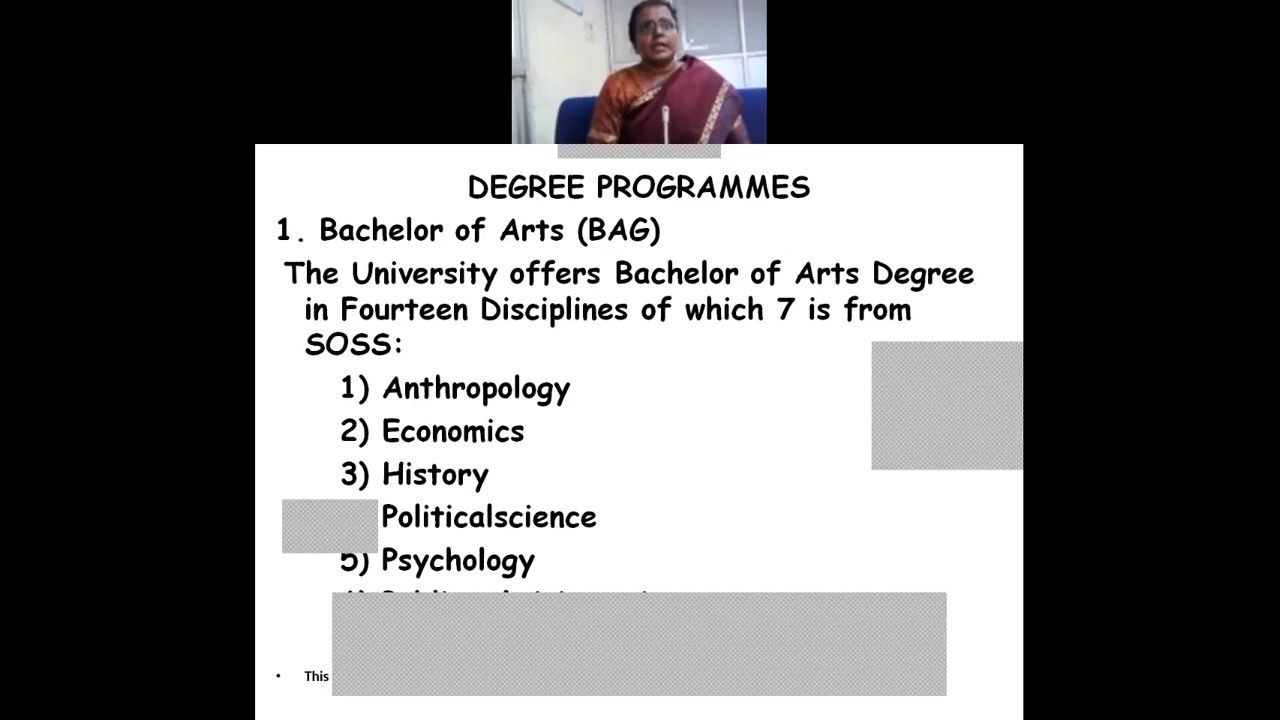 DEGREE PROGRAMMES
1. Bachelor of Arts (BAG)
The University offers Bachelor of Arts Degree
in Fourteen Disciplines of which 7 is from
SOSS:
1) Anthropology
2) Economics
3) History
Politicalscience
5) Psychology
• This